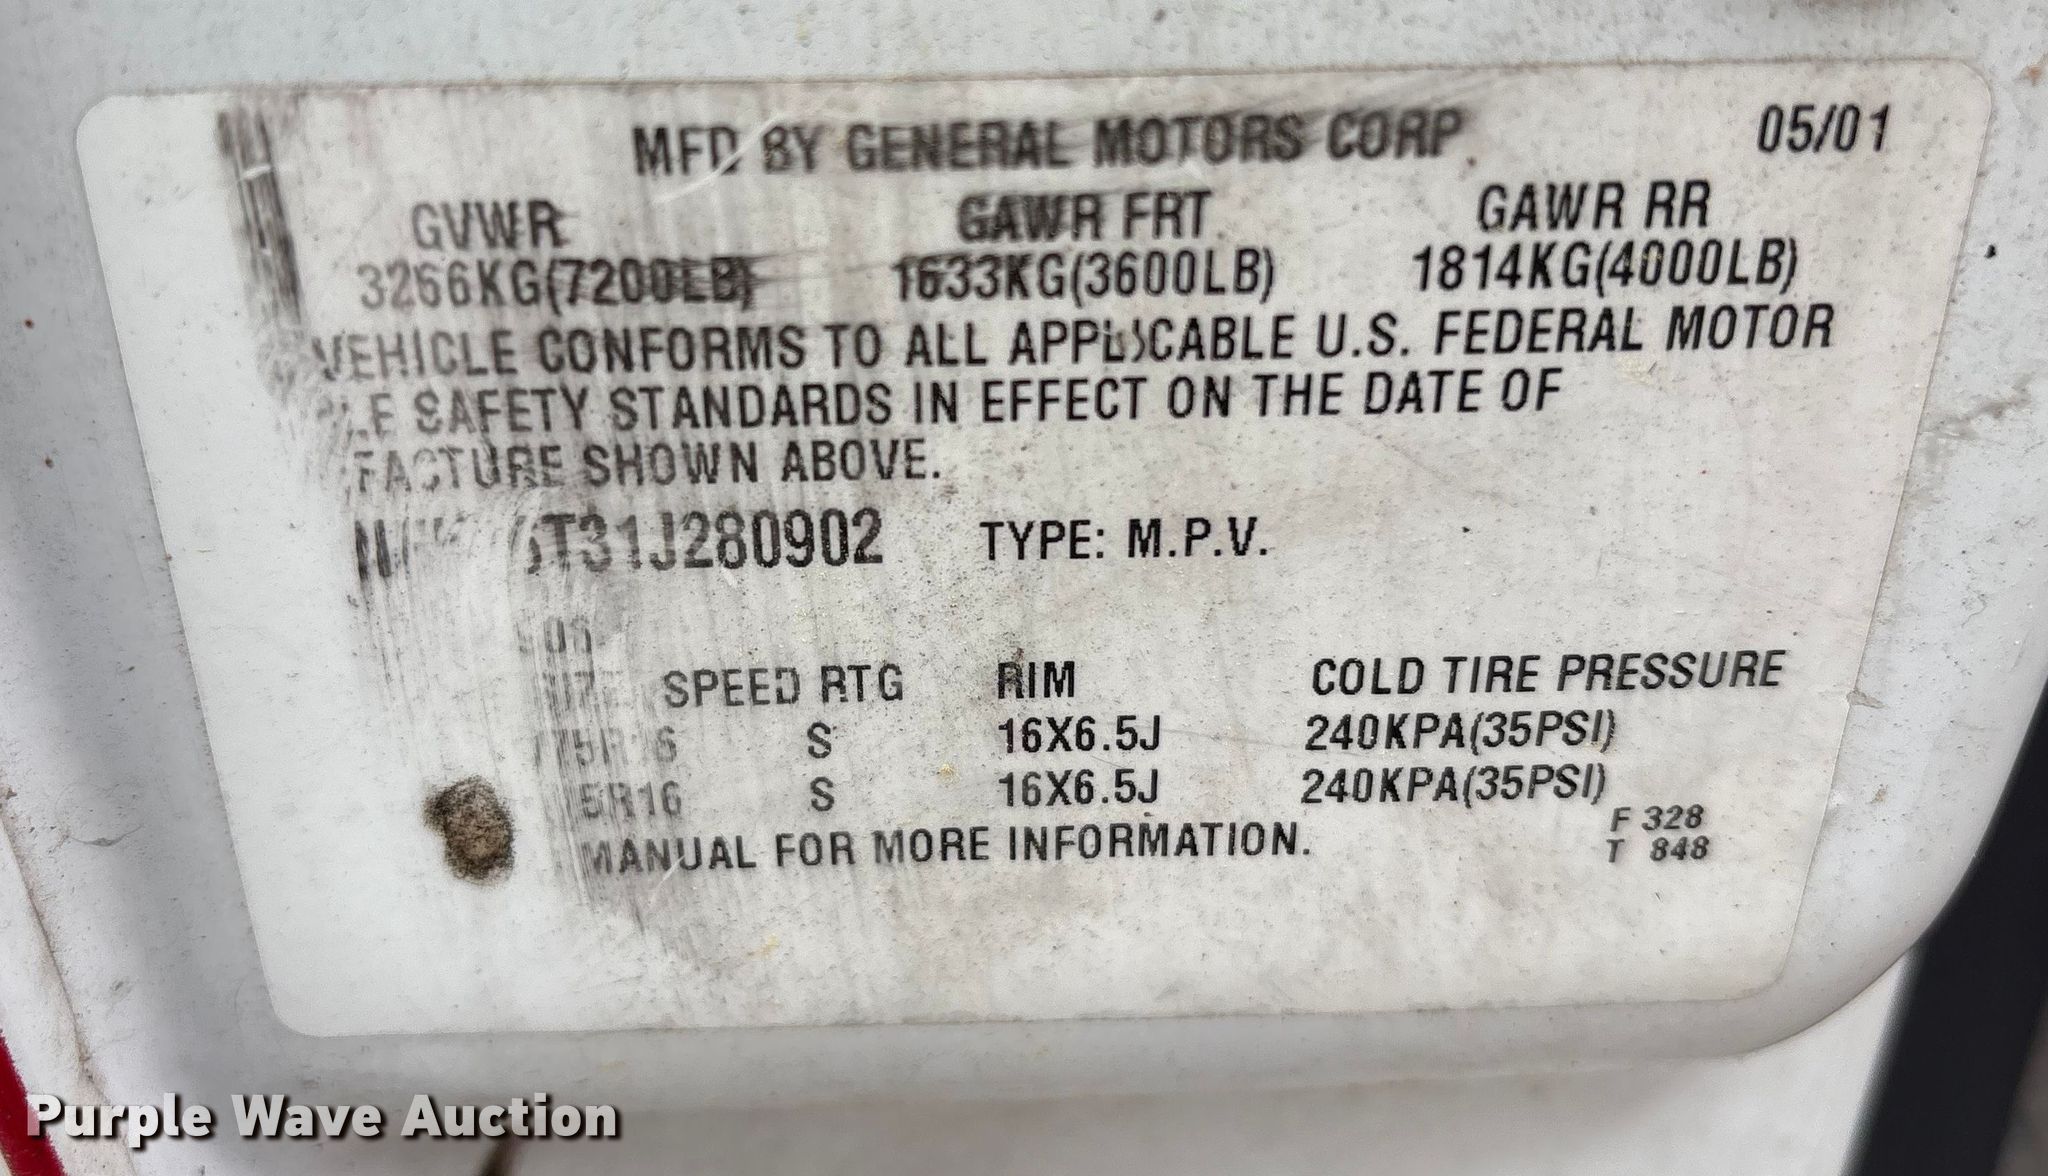 MFD BY GENERAL MOTORS CORP 05/01
GVWR GAWR FRT GAWR RR
3266KG(7200LB) 1633KG(3600LB) 1814KG(4000LB)
VEHICLE CONFORMS TO ALL APPLICABLE U.S. FEDERAL MOTOR
SAFETY STANDARDS IN EFFECT ON THE DATE OF
FACTURE SHOWN ABOVE.
TYPE: M.P.V.
SPEED RTG RIM COLD TIRE PRESSURE
S 16X6.5J 240KPA(35PSI)
S 16X6.5J 240KPA(35PSI)
MANUAL FOR MORE INFORMATION.
F 328
T 848
Purple Wave Auction